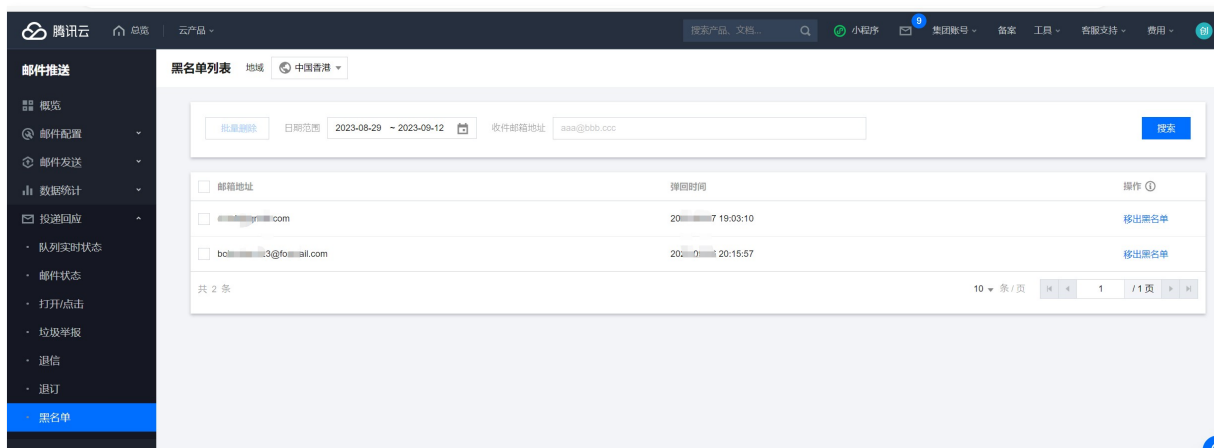 腾讯云 总览 云产品 搜索产品、文档... 小程序 9 集团账号 备案 工具 客服支持 费用 创
邮件推送
黑名单列表 地域 中国香港
概览
邮件配置
邮件发送
数据统计
投递回应
队列实时状态
邮件状态
打开/点击
垃圾举报
退信
退订
黑名单
批量删除 日期范围 2023-08-29 ~ 2023-09-12 收件邮箱地址 aaa@bbb.ccc 搜索
邮箱地址 弹回时间 操作
com 19:03:10 移出黑名单
3@fo ail.com 20:15:57 移出黑名单
共 2 条 10 条/页 1 /1页